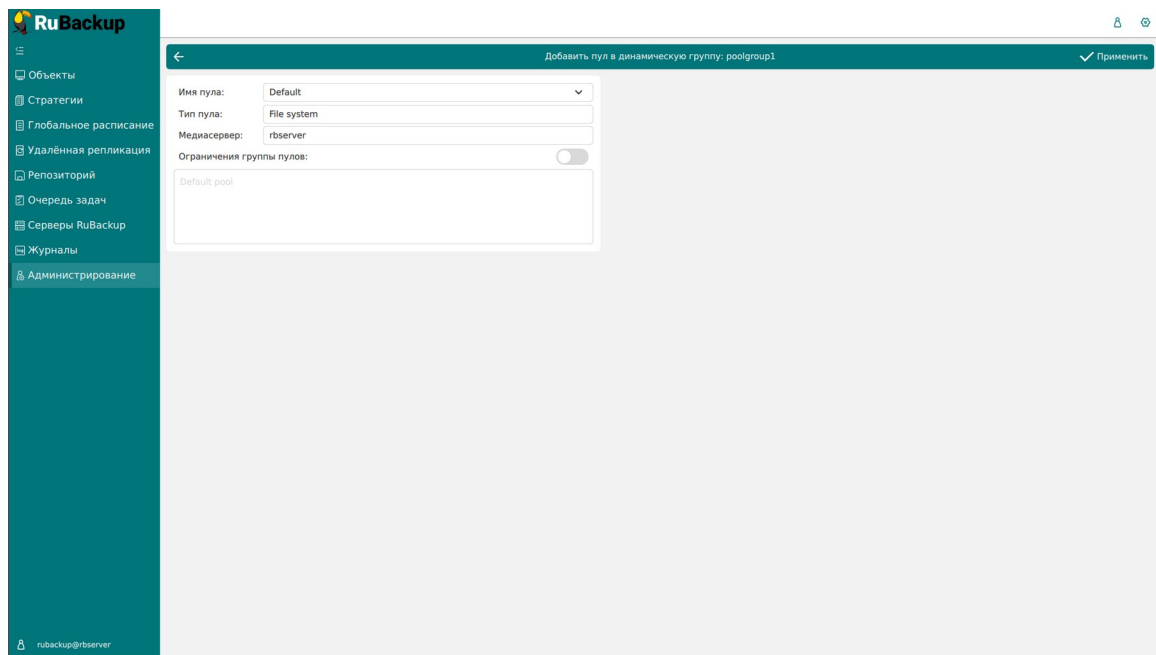 RuBackup
Добавить пул в динамическую группу: poolgroup1
Применить
Объекты
Стратегии
Глобальное расписание
Удалённая репликация
Репозиторий
Очередь задач
Серверы RuBackup
Журналы
Администрирование
Имя пула: Default
Тип пула: File system
Медиасервер: rbserver
Ограничения группы пулов:
Default pool
rubackup@rbserver